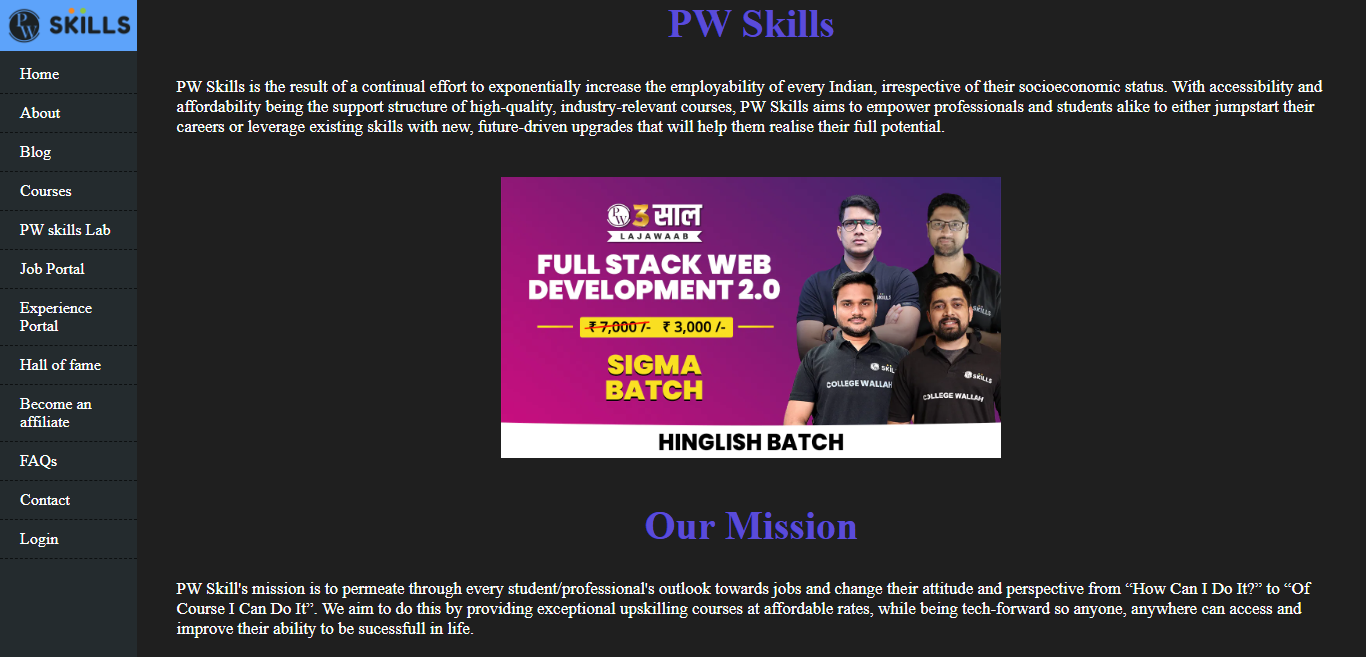 PW SKILLS
Home
About
Blog
Courses
PW skills Lab
Job Portal
Experience
Portal
Hall of fame
Become an
affiliate
FAQs
Contact
Login
PW Skills
PW Skills is the result of a continual effort to exponentially increase the employability of every Indian, irrespective of their socioeconomic status. With accessibility and
affordability being the support structure of high-quality, industry-relevant courses, PW Skills aims to empower professionals and students alike to either jumpstart their
careers or leverage existing skills with new, future-driven upgrades that will help them realise their full potential.
PW 3 साल
LAJAWAAB
FULL STACK WEB
DEVELOPMENT 2.0
₹ 7,000 /- ₹ 3,000 /-
SIGMA
BATCH
SKILLS
SKILLS
SKILLS
COLLEGE WALLAH
SKILLS
COLLEGE WALLAH
HINGLISH BATCH
Our Mission
PW Skill's mission is to permeate through every student/professional's outlook towards jobs and change their attitude and perspective from “How Can I Do It?” to “Of
Course I Can Do It”. We aim to do this by providing exceptional upskilling courses at affordable rates, while being tech-forward so anyone, anywhere can access and
improve their ability to be sucessfull in life.